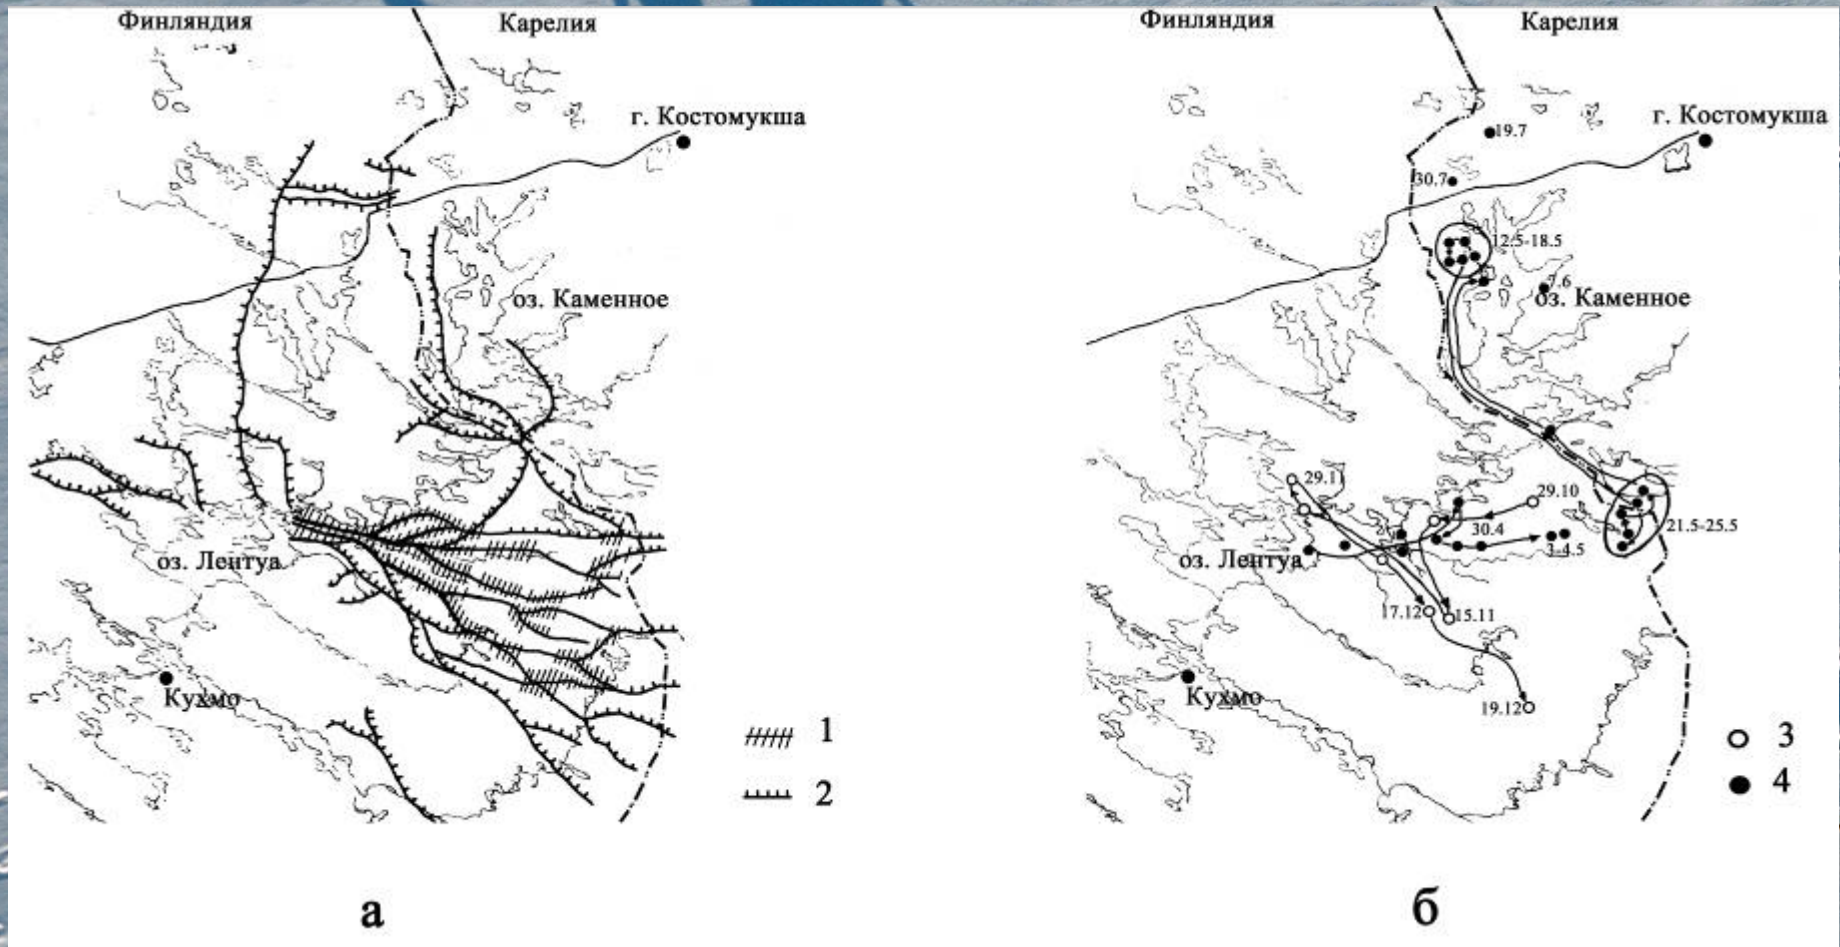 Финляндия
Карелия
г. Костомукша
оз. Каменное
оз. Лентуа
Кухмо
1
2
а
Финляндия
Карелия
19.7
г. Костомукша
30.7
12.5-18.5
7.6
оз. Каменное
29.11
29.10
30.4
21.5-25.5
3-4.5
оз. Лентуа
17.12
15.11
Кухмо
19.12
3
4
б